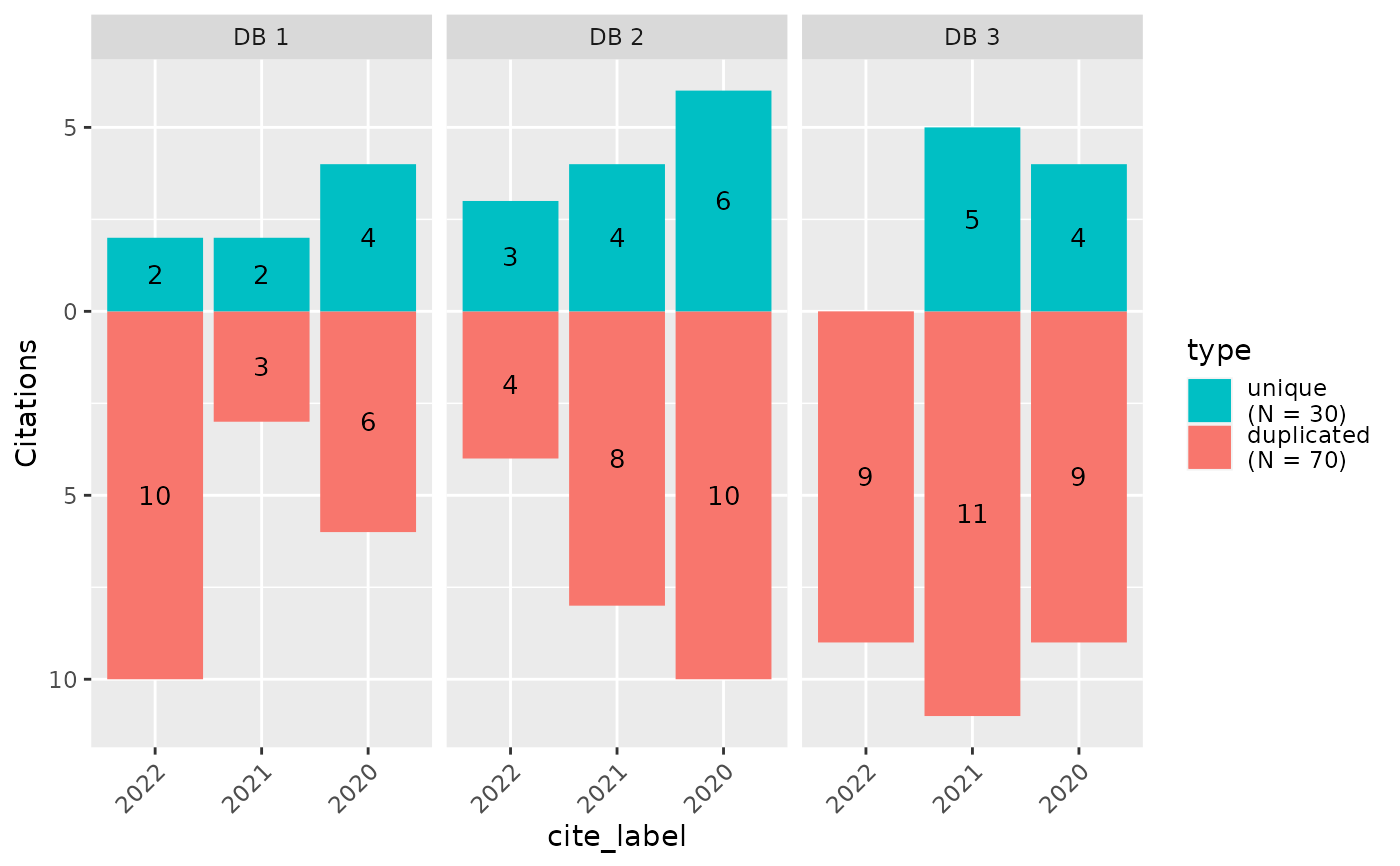 DB 1 DB 2 DB 3
5
0
5
10
Citations
2 2 4
10 3 6
3 4 6
4 8 10
5 4
9 11 9
2022 2021 2020 2022 2021 2020 2022 2021 2020
cite_label
type
unique
(N = 30)
duplicated
(N = 70)